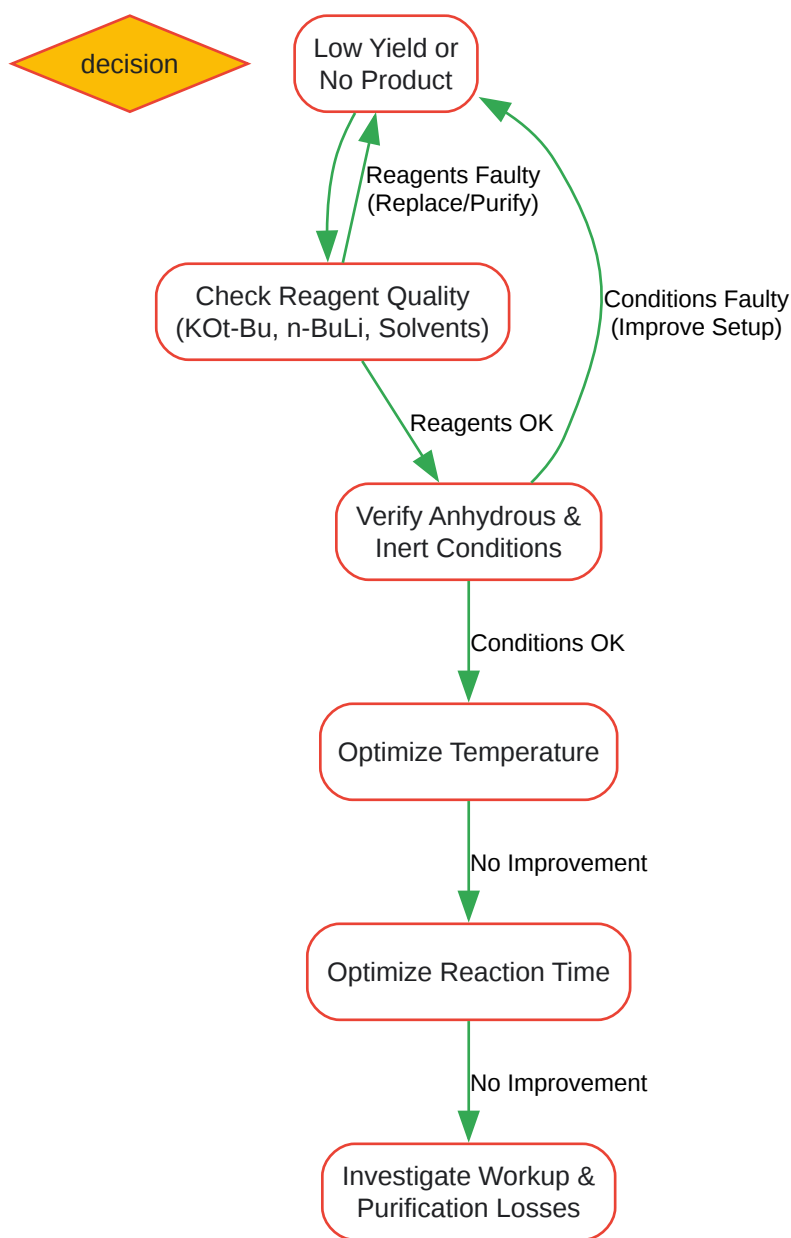 decision
Low Yield or
No Product
Reagents Faulty
(Replace/Purify)
Check Reagent Quality
(KOt-Bu, n-BuLi, Solvents)
Conditions Faulty
(Improve Setup)
Reagents OK
Verify Anhydrous &
Inert Conditions
Conditions OK
Optimize Temperature
No Improvement
Optimize Reaction Time
No Improvement
Investigate Workup &
Purification Losses